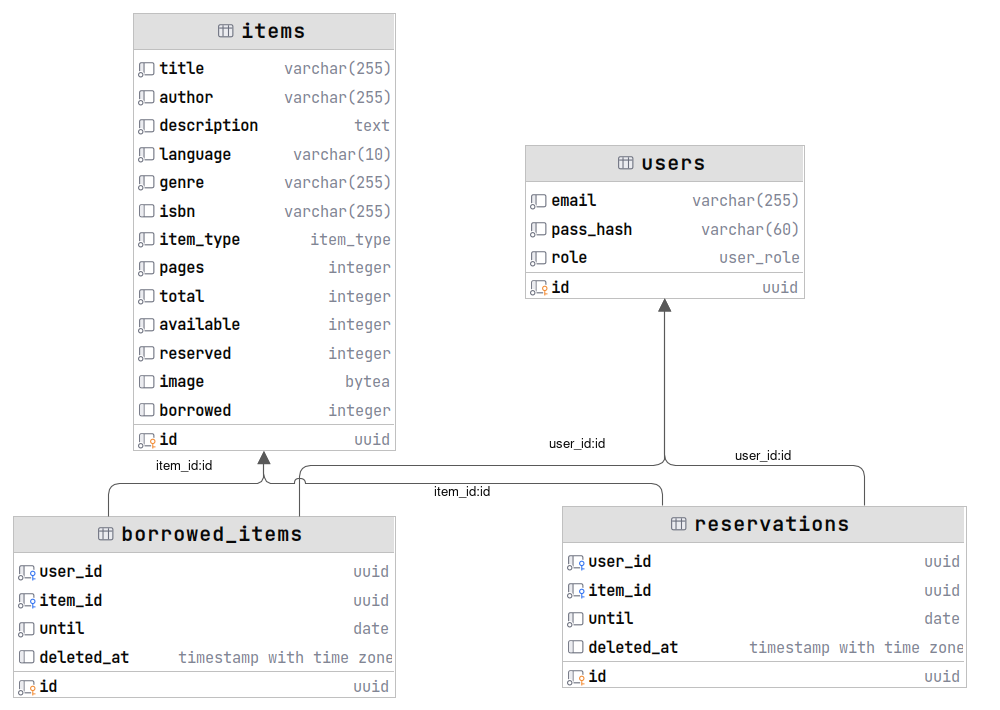 items
title varchar(255)
author varchar(255)
description text
language varchar(10)
genre varchar(255)
isbn varchar(255)
item_type item_type
pages integer
total integer
available integer
reserved integer
image bytea
borrowed integer
id uuid
users
email varchar(255)
pass_hash varchar(60)
role user_role
id uuid
item_id:id
user_id:id
user_id:id
item_id:id
borrowed_items
user_id uuid
item_id uuid
until date
deleted_at timestamp with time zone
id uuid
reservations
user_id uuid
item_id uuid
until date
deleted_at timestamp with time zone
id uuid